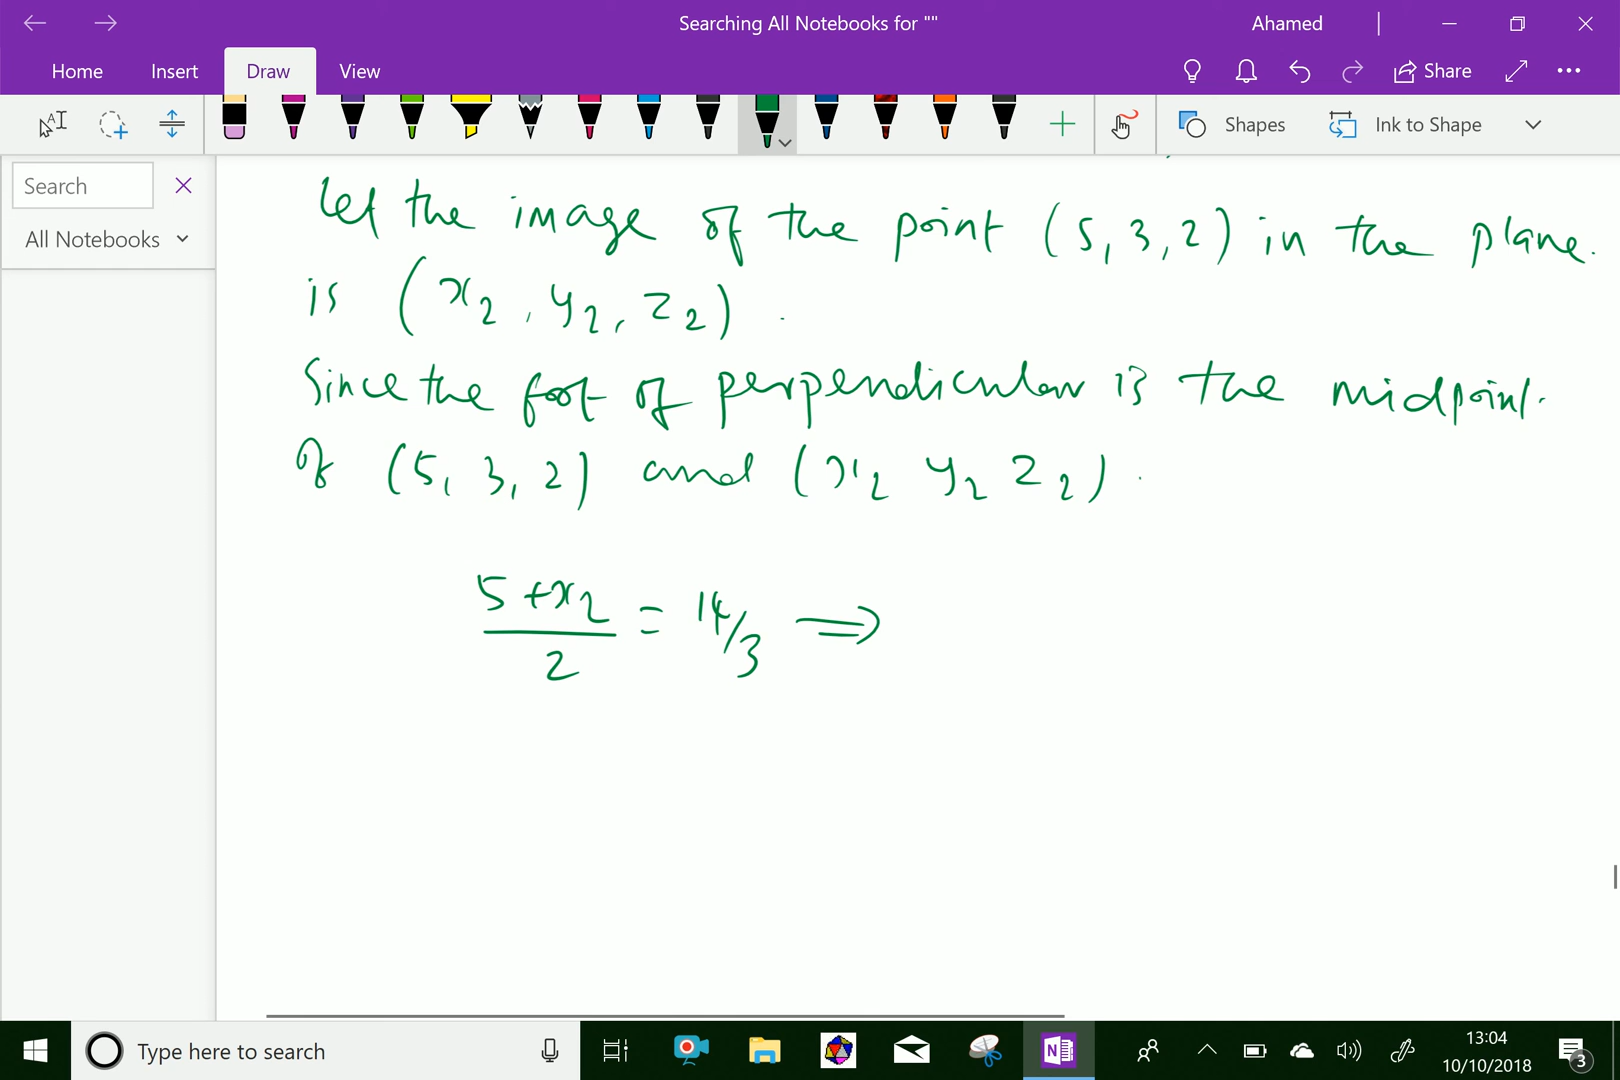 Searching All Notebooks for ""
Ahamed
Home Insert Draw View
Share
Shapes
Ink to Shape
Search
All Notebooks
Let the image of the point (5, 3, 2) in the plane.
is (x₂, y₂, z₂).
Since the foot of perpendicular is the midpoint.
Of (5, 3, 2) and (x₂ y₂ z₂).
5+x₂/2 = 14/3 ⟹
Type here to search
13:04
10/10/2018
3